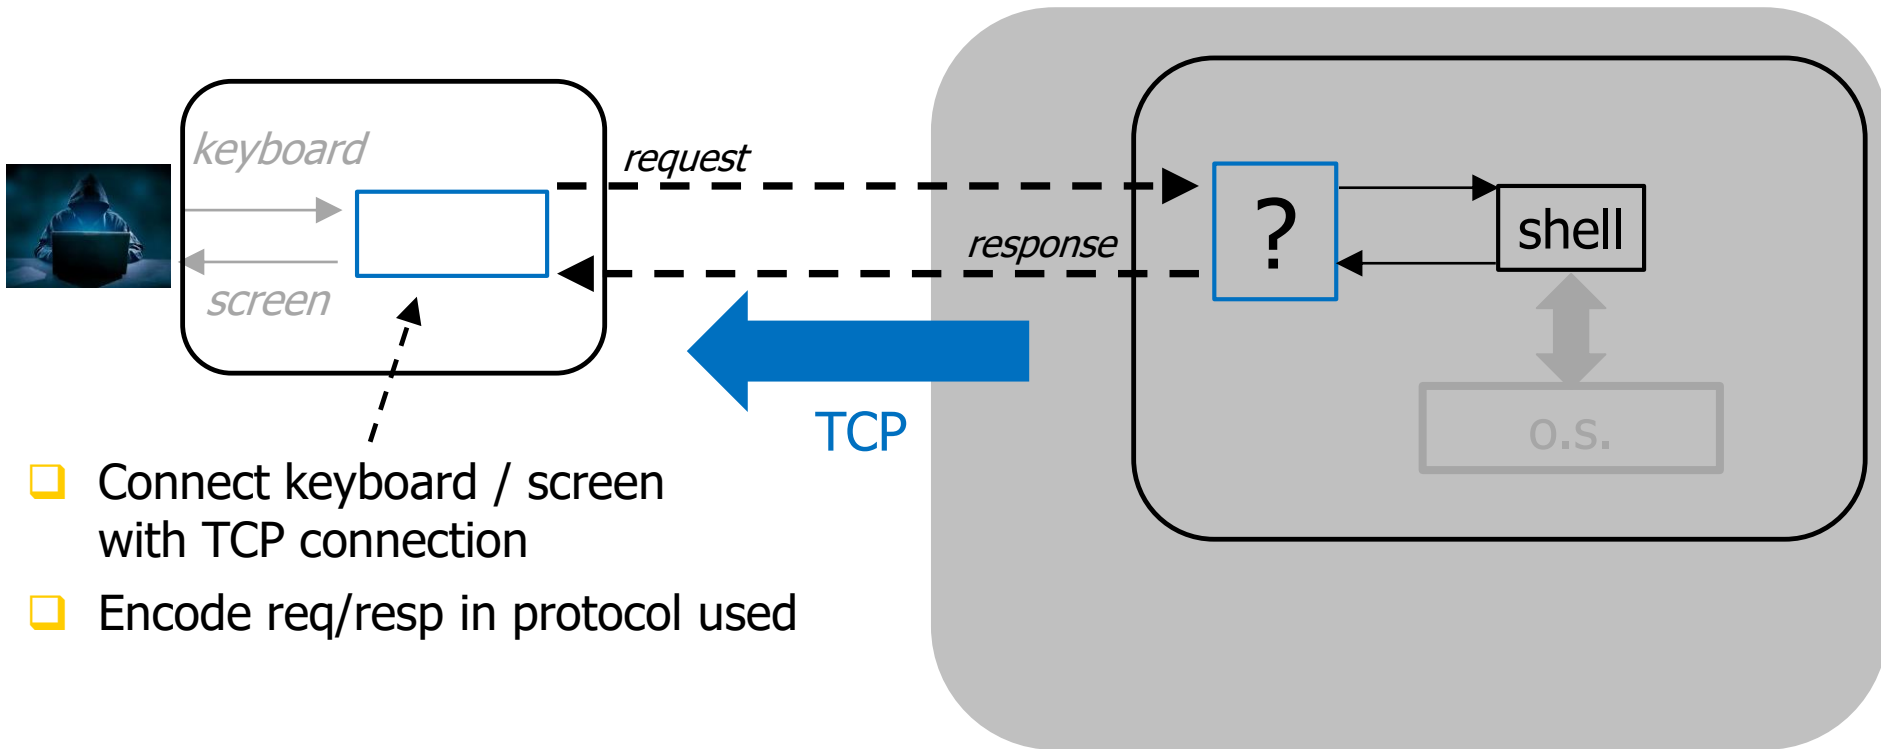 keyboard
request
?
shell
response
screen
TCP
o.s.
Connect keyboard / screen
with TCP connection
Encode req/resp in protocol used